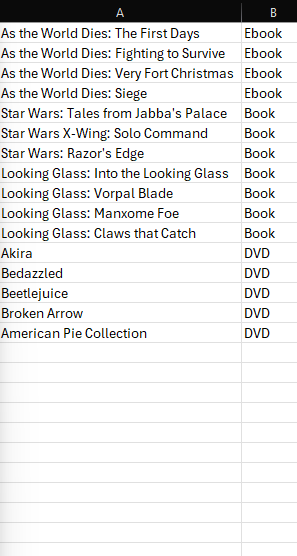 A B
As the World Dies: The First Days Ebook
As the World Dies: Fighting to Survive Ebook
As the World Dies: Very Fort Christmas Ebook
As the World Dies: Siege Ebook
Star Wars: Tales from Jabba's Palace Book
Star Wars X-Wing: Solo Command Book
Star Wars: Razor's Edge Book
Looking Glass: Into the Looking Glass Book
Looking Glass: Vorpal Blade Book
Looking Glass: Manxome Foe Book
Looking Glass: Claws that Catch Book
Akira DVD
Bedazzled DVD
Beetlejuice DVD
Broken Arrow DVD
American Pie Collection DVD